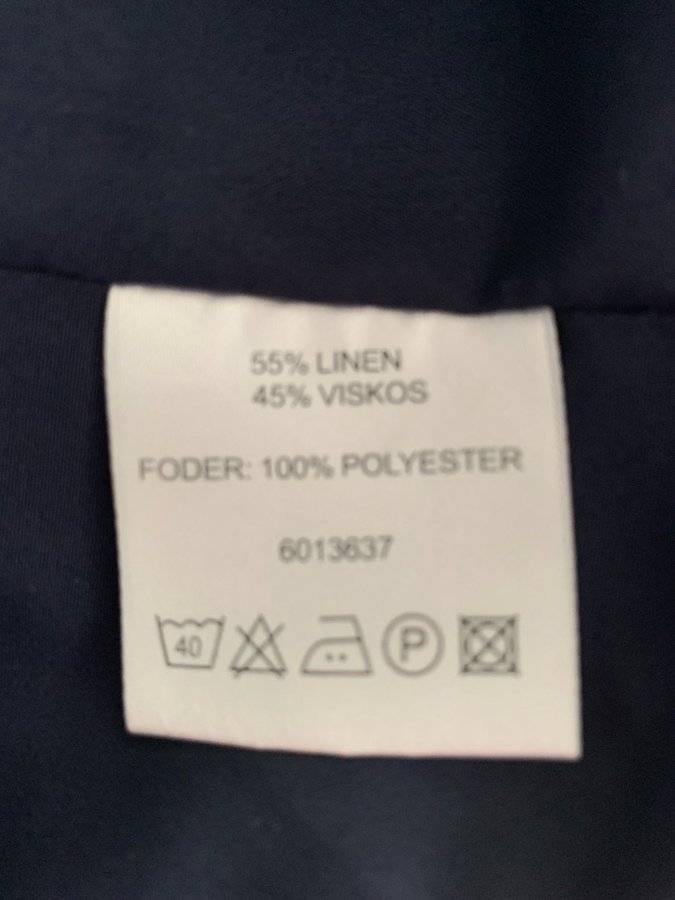 55% LINEN
45% VISKOS
FODER: 100% POLYESTER
6013637
40 P